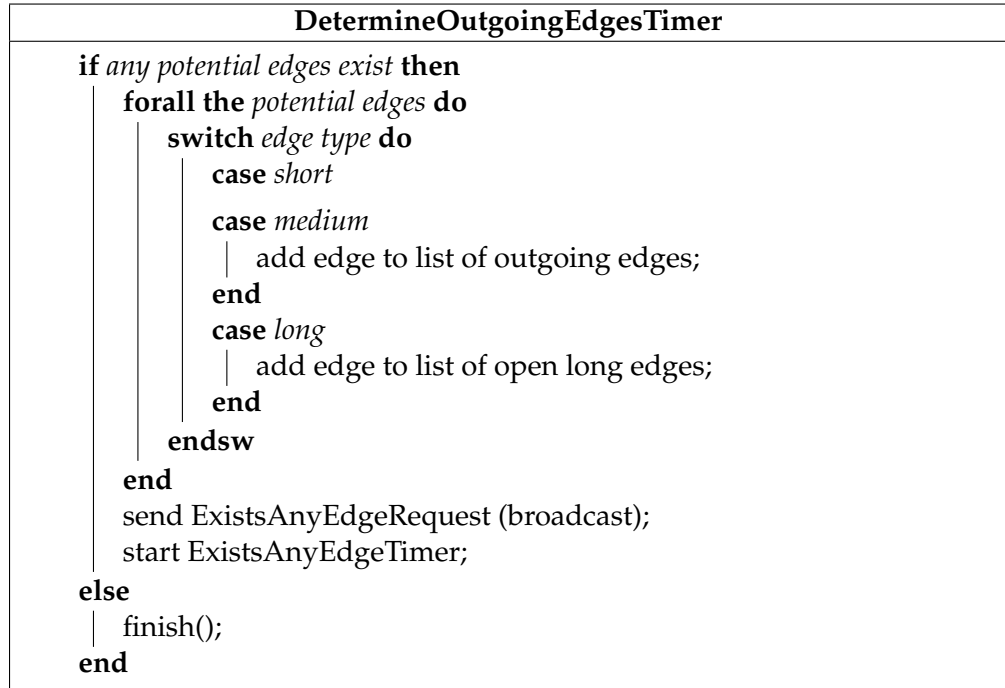 DetermineOutgoingEdgesTimer
if any potential edges exist then
forall the potential edges do
switch edge type do
case short
case medium
add edge to list of outgoing edges;
end
case long
add edge to list of open long edges;
end
endsw
end
send ExistsAnyEdgeRequest (broadcast);
start ExistsAnyEdgeTimer;
else
finish();
end